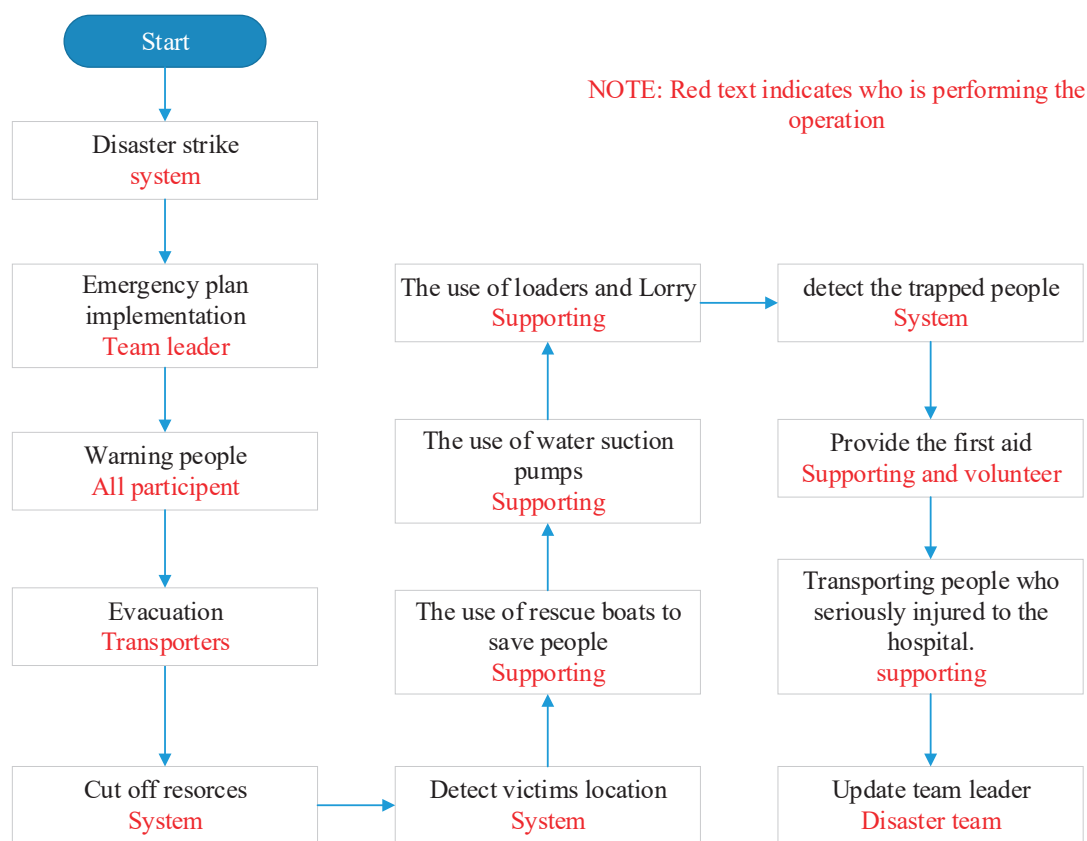 Start
NOTE: Red text indicates who is performing the
operation
Disaster strike
system
Emergency plan
implementation
Team leader
Warning people
All participent
Evacuation
Transporters
Cut off resorces
System
Detect victims location
System
The use of rescue boats to
save people
Supporting
The use of water suction
pumps
Supporting
The use of loaders and Lorry
Supporting
detect the trapped people
System
Provide the first aid
Supporting and volunteer
Transporting people who
seriously injured to the
hospital.
supporting
Update team leader
Disaster team